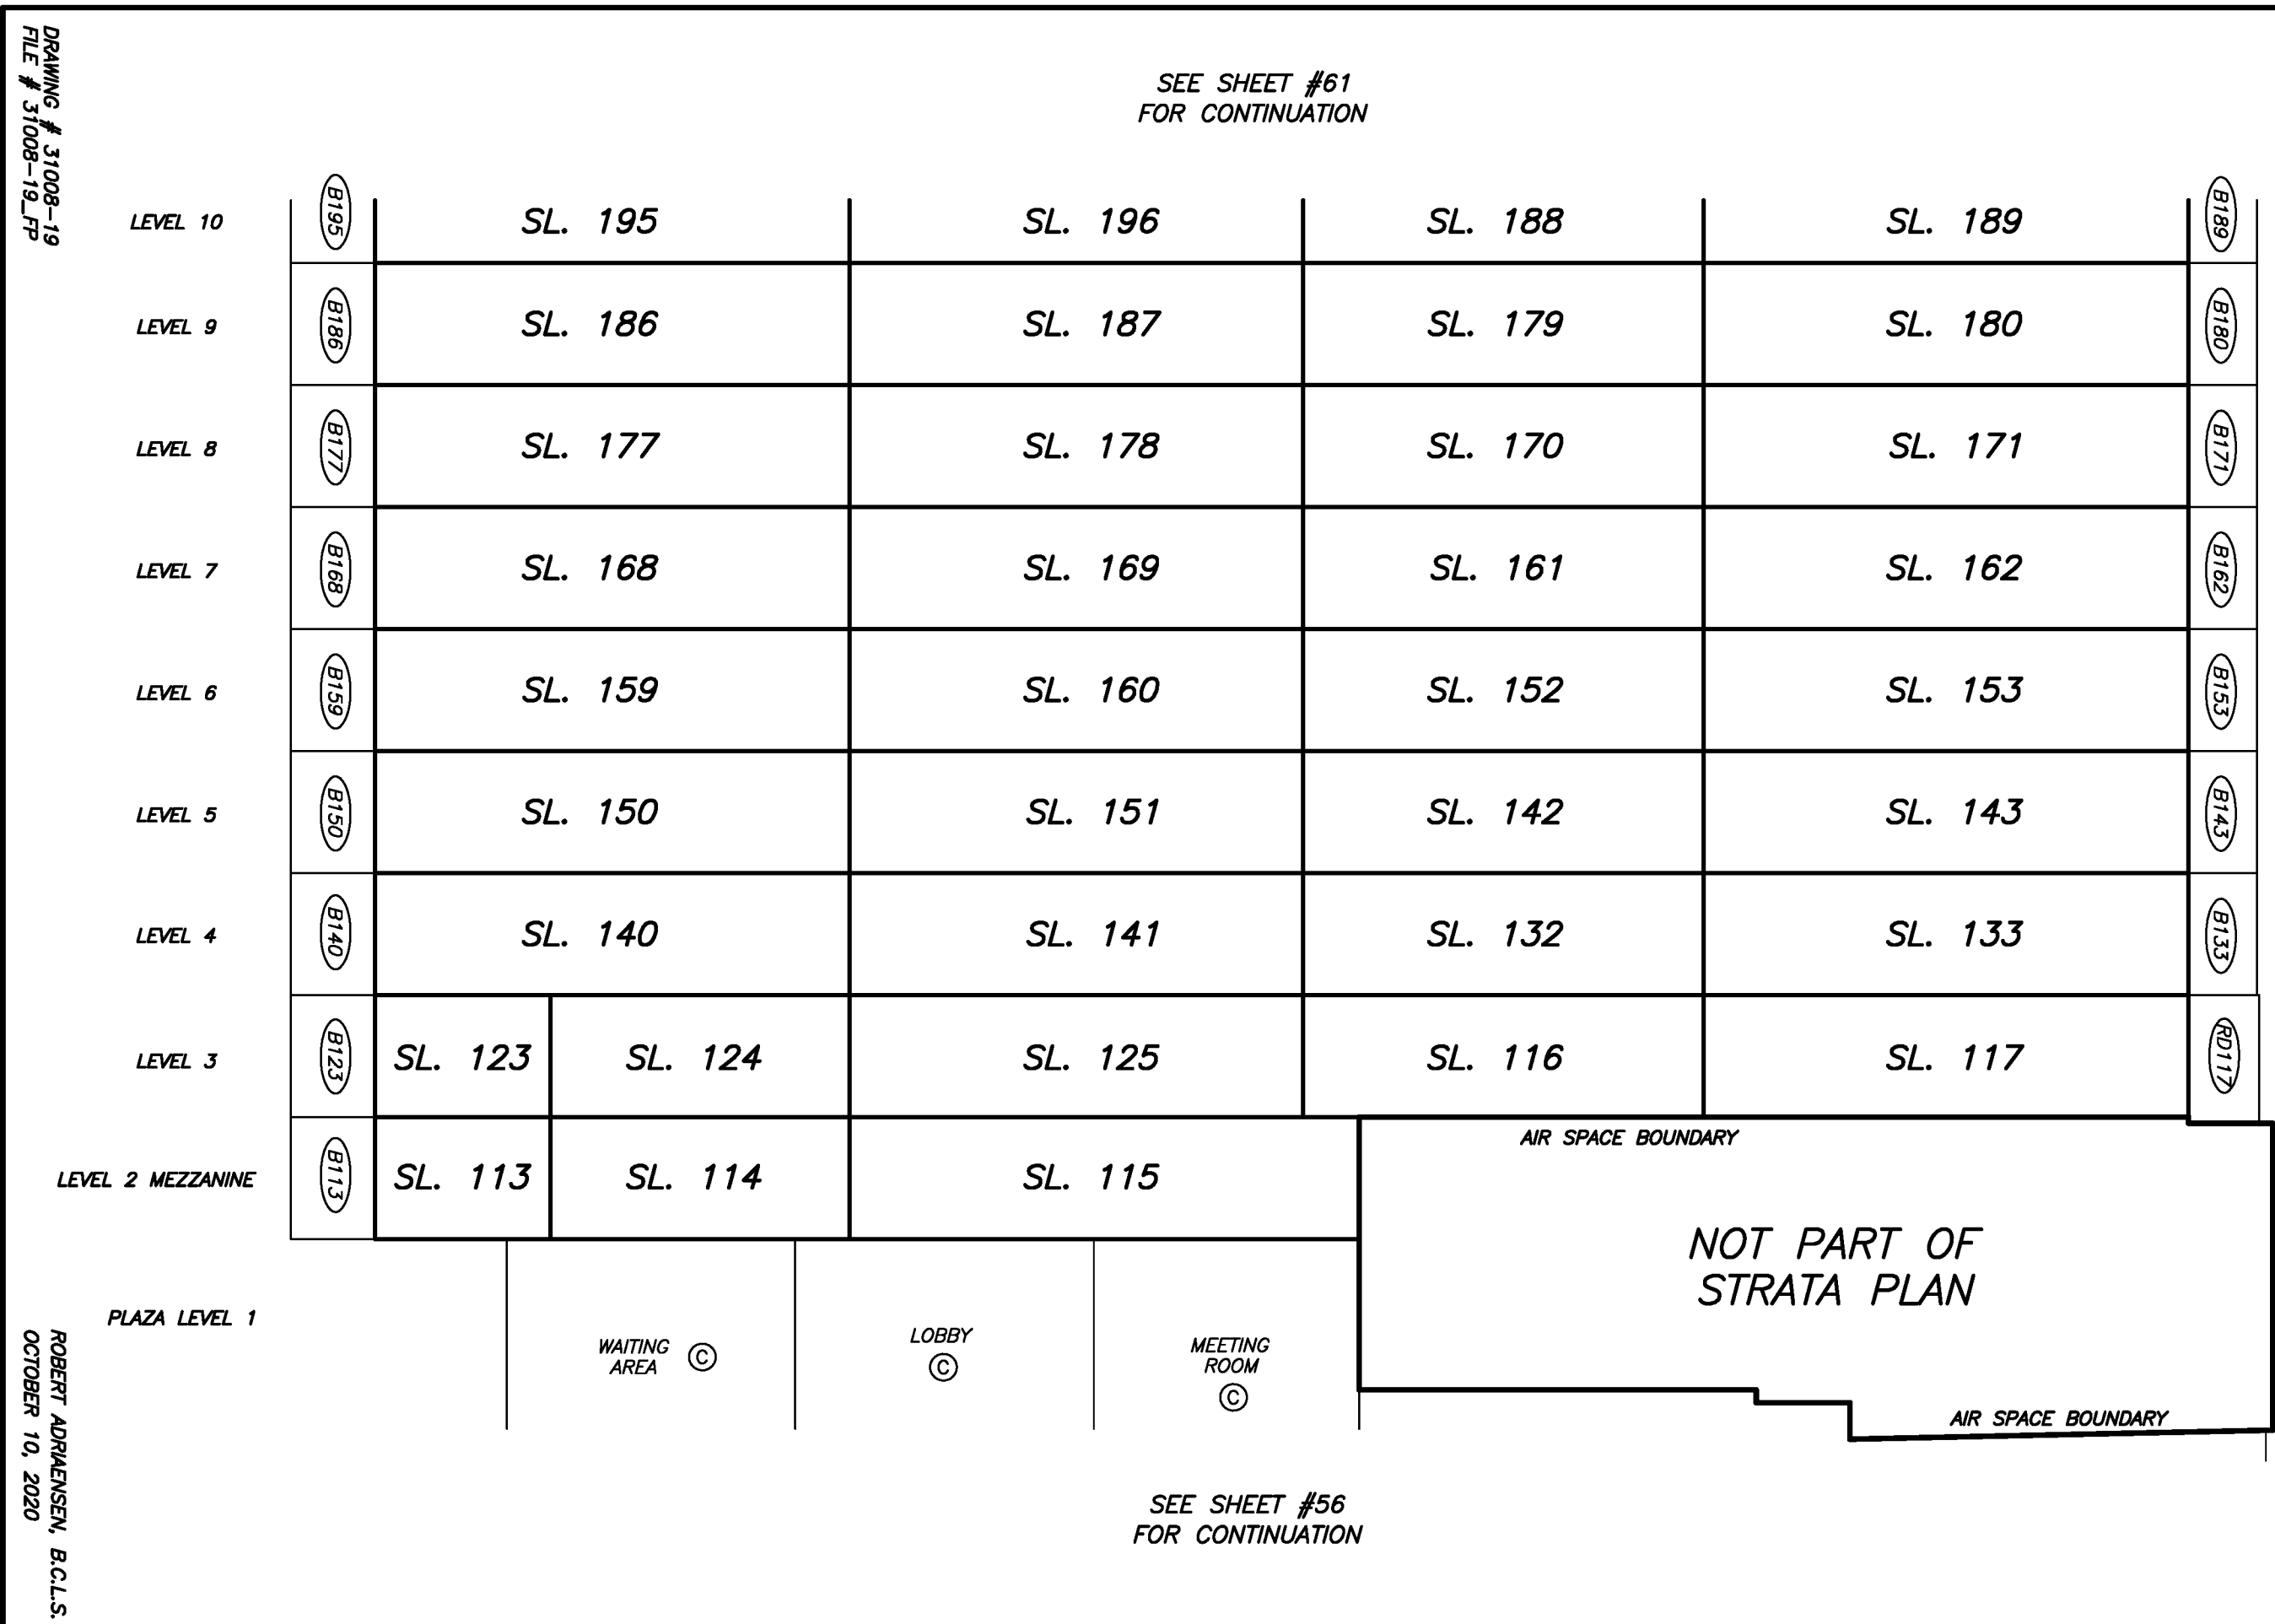 DRAWING # 31008-19
FILE # 31008-19_FP
SEE SHEET #61
FOR CONTINUATION
LEVEL 10 B195 SL. 195 SL. 196 SL. 188 SL. 189 B189
LEVEL 9 B186 SL. 186 SL. 187 SL. 179 SL. 180 B180
LEVEL 8 B177 SL. 177 SL. 178 SL. 170 SL. 171 B171
LEVEL 7 B168 SL. 168 SL. 169 SL. 161 SL. 162 B162
LEVEL 6 B159 SL. 159 SL. 160 SL. 152 SL. 153 B153
LEVEL 5 B150 SL. 150 SL. 151 SL. 142 SL. 143 B143
LEVEL 4 B140 SL. 140 SL. 141 SL. 132 SL. 133 B133
LEVEL 3 B123 SL. 123 SL. 124 SL. 125 SL. 116 SL. 117 RD117
AIR SPACE BOUNDARY
LEVEL 2 MEZZANINE B113 SL. 113 SL. 114 SL. 115
NOT PART OF
STRATA PLAN
PLAZA LEVEL 1
WAITING
AREA C
LOBBY
C
MEETING
ROOM
C
AIR SPACE BOUNDARY
ROBERT ADRIAENSEN, B.C.L.S.
OCTOBER 10, 2020
SEE SHEET #56
FOR CONTINUATION